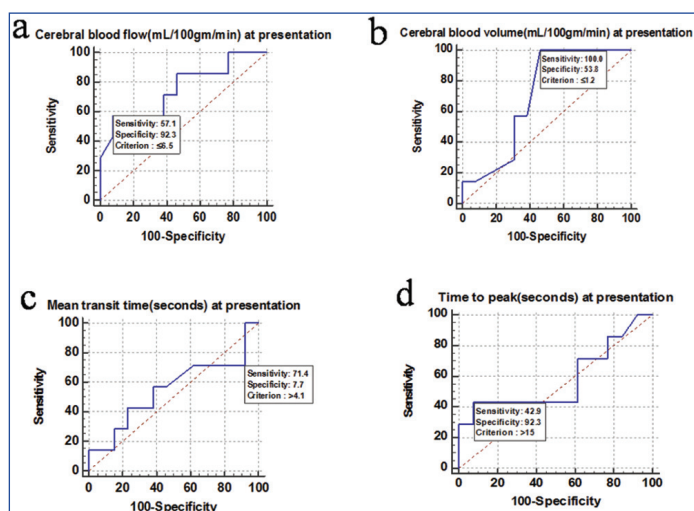 a
Cerebral blood flow(mL/100gm/min) at presentation
100
80
60
40
20
0
Sensitivity
Sensitivity: 57.1
Specificity: 92.3
Criterion : ≤6.5
0 20 40 60 80 100
100-Specificity
b
Cerebral blood volume(mL/100gm/min) at presentation
100
80
60
40
20
0
Sensitivity
Sensitivity: 100.0
Specificity: 53.8
Criterion : ≤1.2
0 20 40 60 80 100
100-Specificity
c
Mean transit time(seconds) at presentation
100
80
60
40
20
0
Sensitivity
Sensitivity: 71.4
Specificity: 7.7
Criterion : >4.1
0 20 40 60 80 100
100-Specificity
d
Time to peak(seconds) at presentation
100
80
60
40
20
0
Sensitivity
Sensitivity: 42.9
Specificity: 92.3
Criterion : >15
0 20 40 60 80 100
100-Specificity